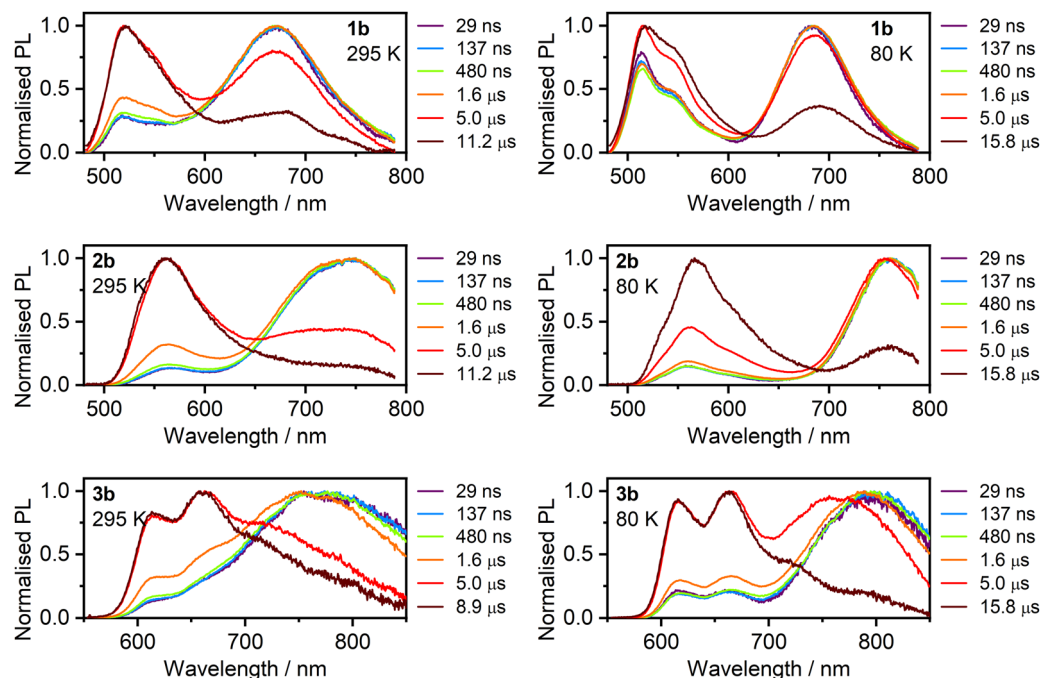 1b
295 K
29 ns
137 ns
480 ns
1.6 μs
5.0 μs
11.2 μs
Normalised PL
1.0
0.5
0.0
500 600 700 800
Wavelength / nm
1b
80 K
29 ns
137 ns
480 ns
1.6 μs
5.0 μs
15.8 μs
Normalised PL
1.0
0.5
0.0
500 600 700 800
Wavelength / nm
2b
295 K
29 ns
137 ns
480 ns
1.6 μs
5.0 μs
11.2 μs
Normalised PL
1.0
0.5
0.0
500 600 700 800
Wavelength / nm
2b
80 K
29 ns
137 ns
480 ns
1.6 μs
5.0 μs
15.8 μs
Normalised PL
1.0
0.5
0.0
500 600 700 800
Wavelength / nm
3b
295 K
29 ns
137 ns
480 ns
1.6 μs
5.0 μs
8.9 μs
Normalised PL
1.0
0.5
0.0
600 700 800
Wavelength / nm
3b
80 K
29 ns
137 ns
480 ns
1.6 μs
5.0 μs
15.8 μs
Normalised PL
1.0
0.5
0.0
600 700 800
Wavelength / nm